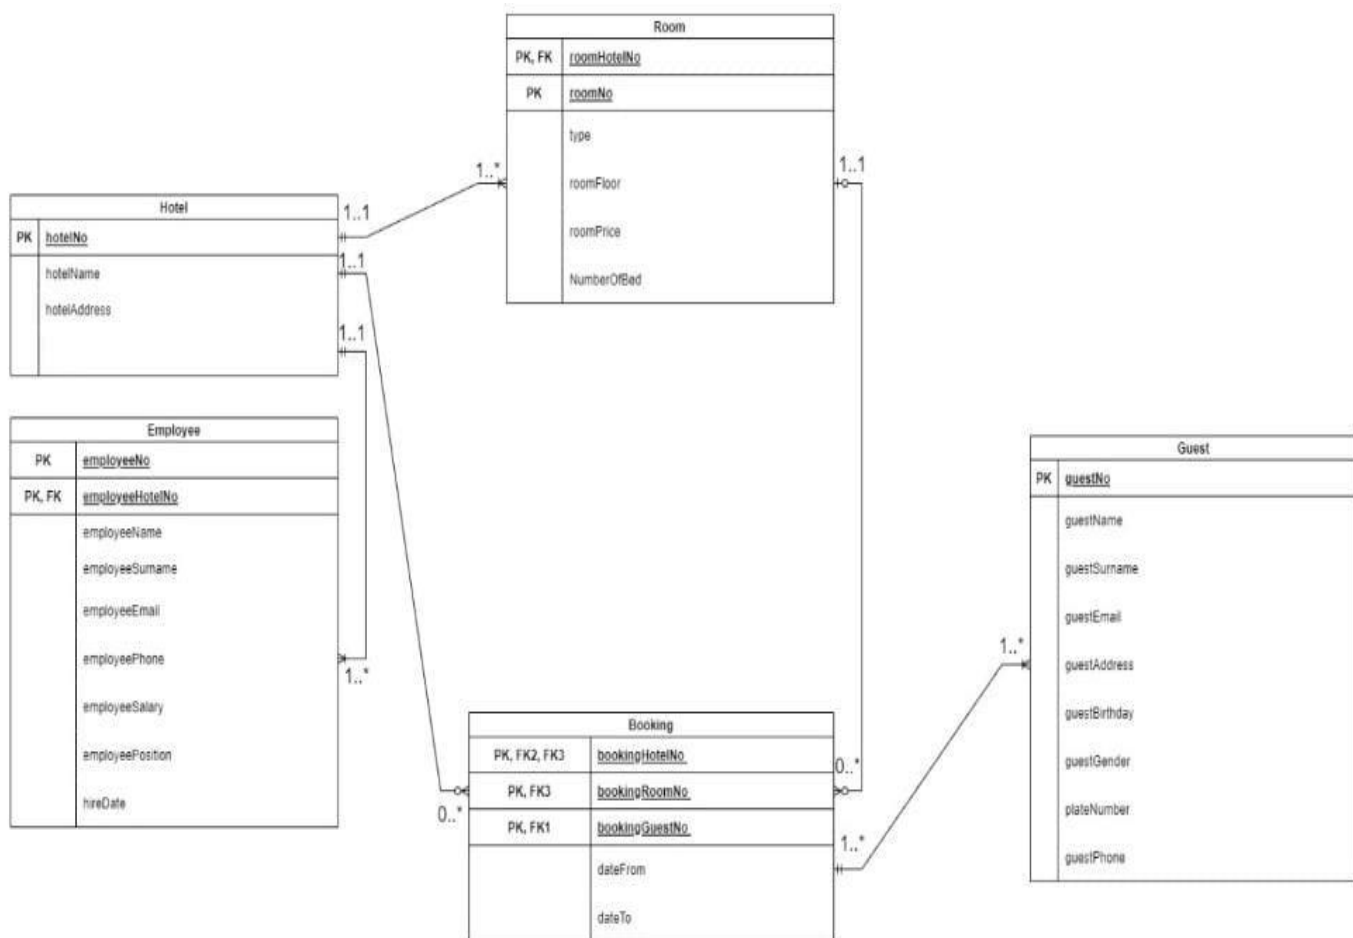 Room
PK, FK roomHotelNo
PK roomNo
type
roomFloor
roomPrice
NumberOfBed
1..*
1..1
Hotel
PK hotelNo
hotelName
hotelAddress
1..1
1..1
1..1
Employee
PK employeeNo
PK, FK employeeHotelNo
employeeName
employeeSurname
employeeEmail
employeePhone
employeeSalary
employeePosition
hireDate
1..*
Booking
PK, FK2, FK3 bookingHotelNo
PK, FK3 bookingRoomNo
PK, FK1 bookingGuestNo
dateFrom
dateTo
0..*
0..*
1..*
Guest
PK guestNo
guestName
guestSurname
guestEmail
guestAddress
guestBirthday
guestGender
plateNumber
guestPhone
1..*